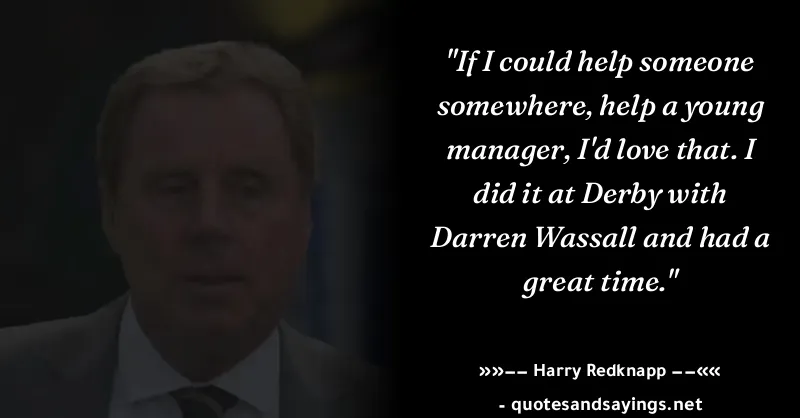 "If I could help someone
somewhere, help a young
manager, I'd love that. I
did it at Derby with
Darren Wassall and had a
great time."
»»−− Harry Redknapp −−««
- quotesandsayings.net